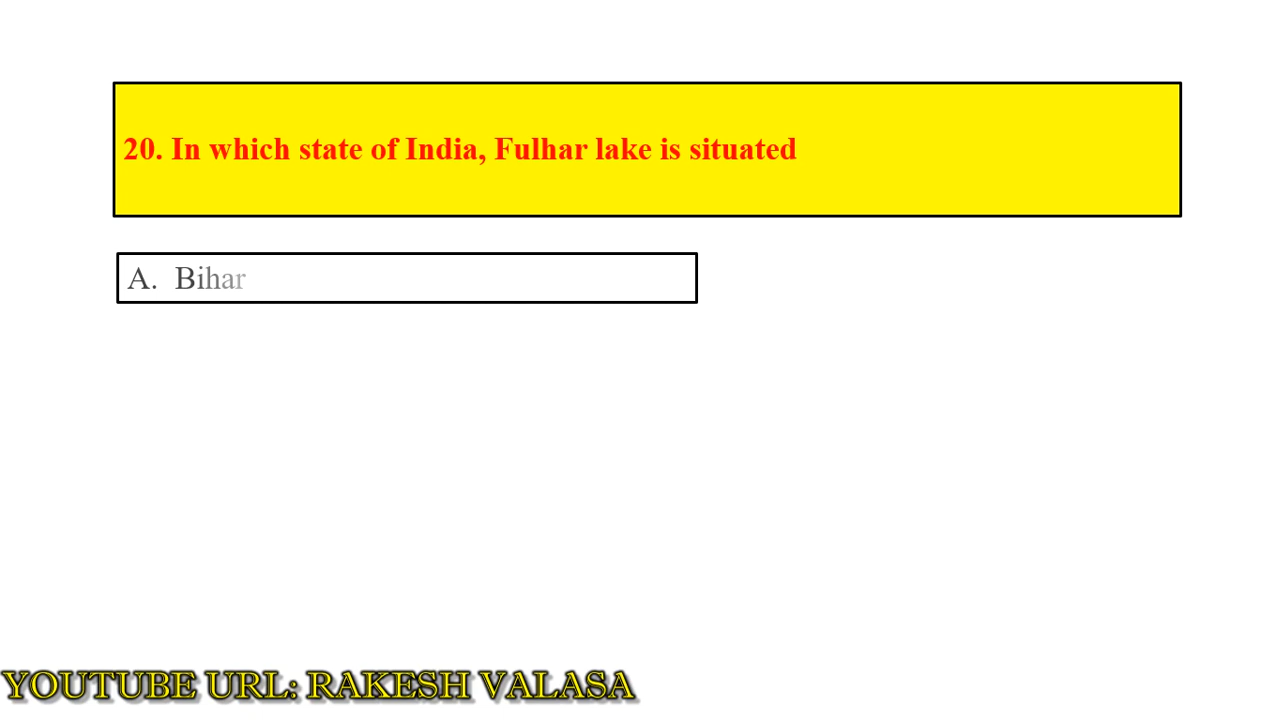 20. In which state of India, Fulhar lake is situated
A. Bihar
YOUTUBE URL: RAKESH VALASA